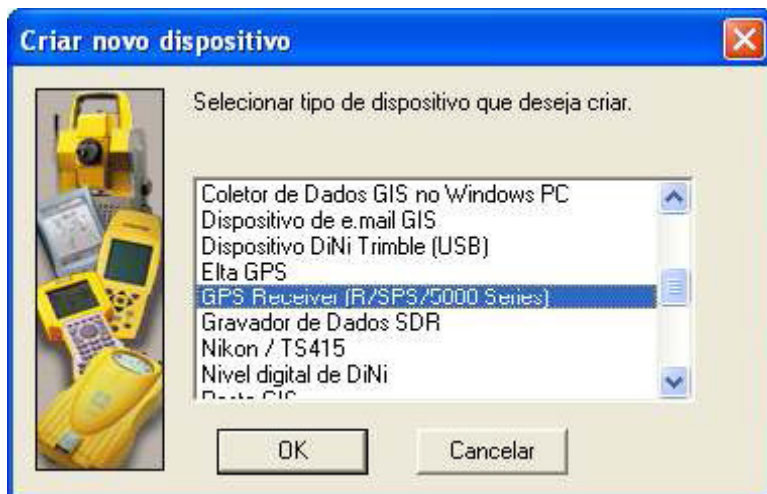 Criar novo dispositivo
Selecionar tipo de dispositivo que deseja criar.
Coletor de Dados GIS no Windows PC
Dispositivo de e.mail GIS
Dispositivo DiNi Trimble (USB)
Elta GPS
GPS Receiver (R/SPS/5000 Series)
Gravador de Dados SDR
Nikon / TS415
Nivel digital de DiNi
OK
Cancelar